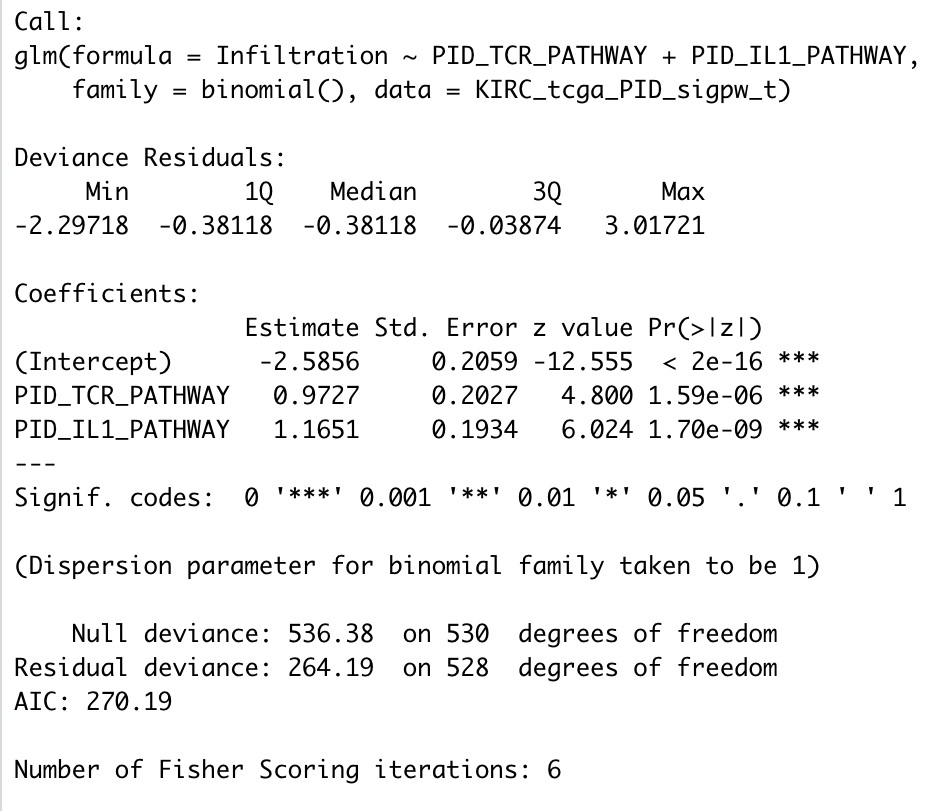 Call:
glm(formula = Infiltration ~ PID_TCR_PATHWAY + PID_IL1_PATHWAY,
    family = binomial(), data = KIRC_tcga_PID_sigpw_t)

Deviance Residuals:
     Min        1Q    Median        3Q       Max
-2.29718  -0.38118  -0.38118  -0.03874   3.01721

Coefficients:
                Estimate Std. Error z value Pr(>|z|)
(Intercept)      -2.5856     0.2059 -12.555  < 2e-16 ***
PID_TCR_PATHWAY   0.9727     0.2027   4.800 1.59e-06 ***
PID_IL1_PATHWAY   1.1651     0.1934   6.024 1.70e-09 ***
---
Signif. codes:  0 '***' 0.001 '**' 0.01 '*' 0.05 '.' 0.1 ' ' 1

(Dispersion parameter for binomial family taken to be 1)

    Null deviance: 536.38  on 530  degrees of freedom
Residual deviance: 264.19  on 528  degrees of freedom
AIC: 270.19

Number of Fisher Scoring iterations: 6